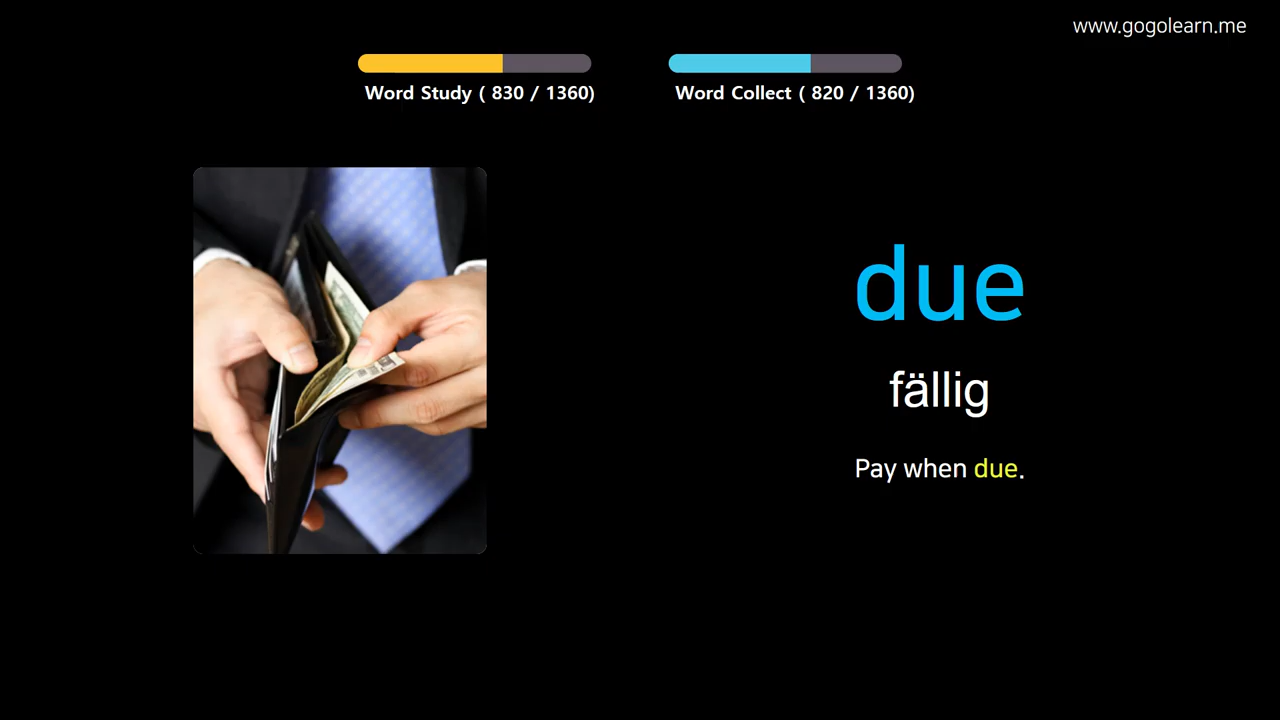 www.gogolearn.me
Word Study ( 830 / 1360)
Word Collect ( 820 / 1360)
due
fällig
Pay when due.